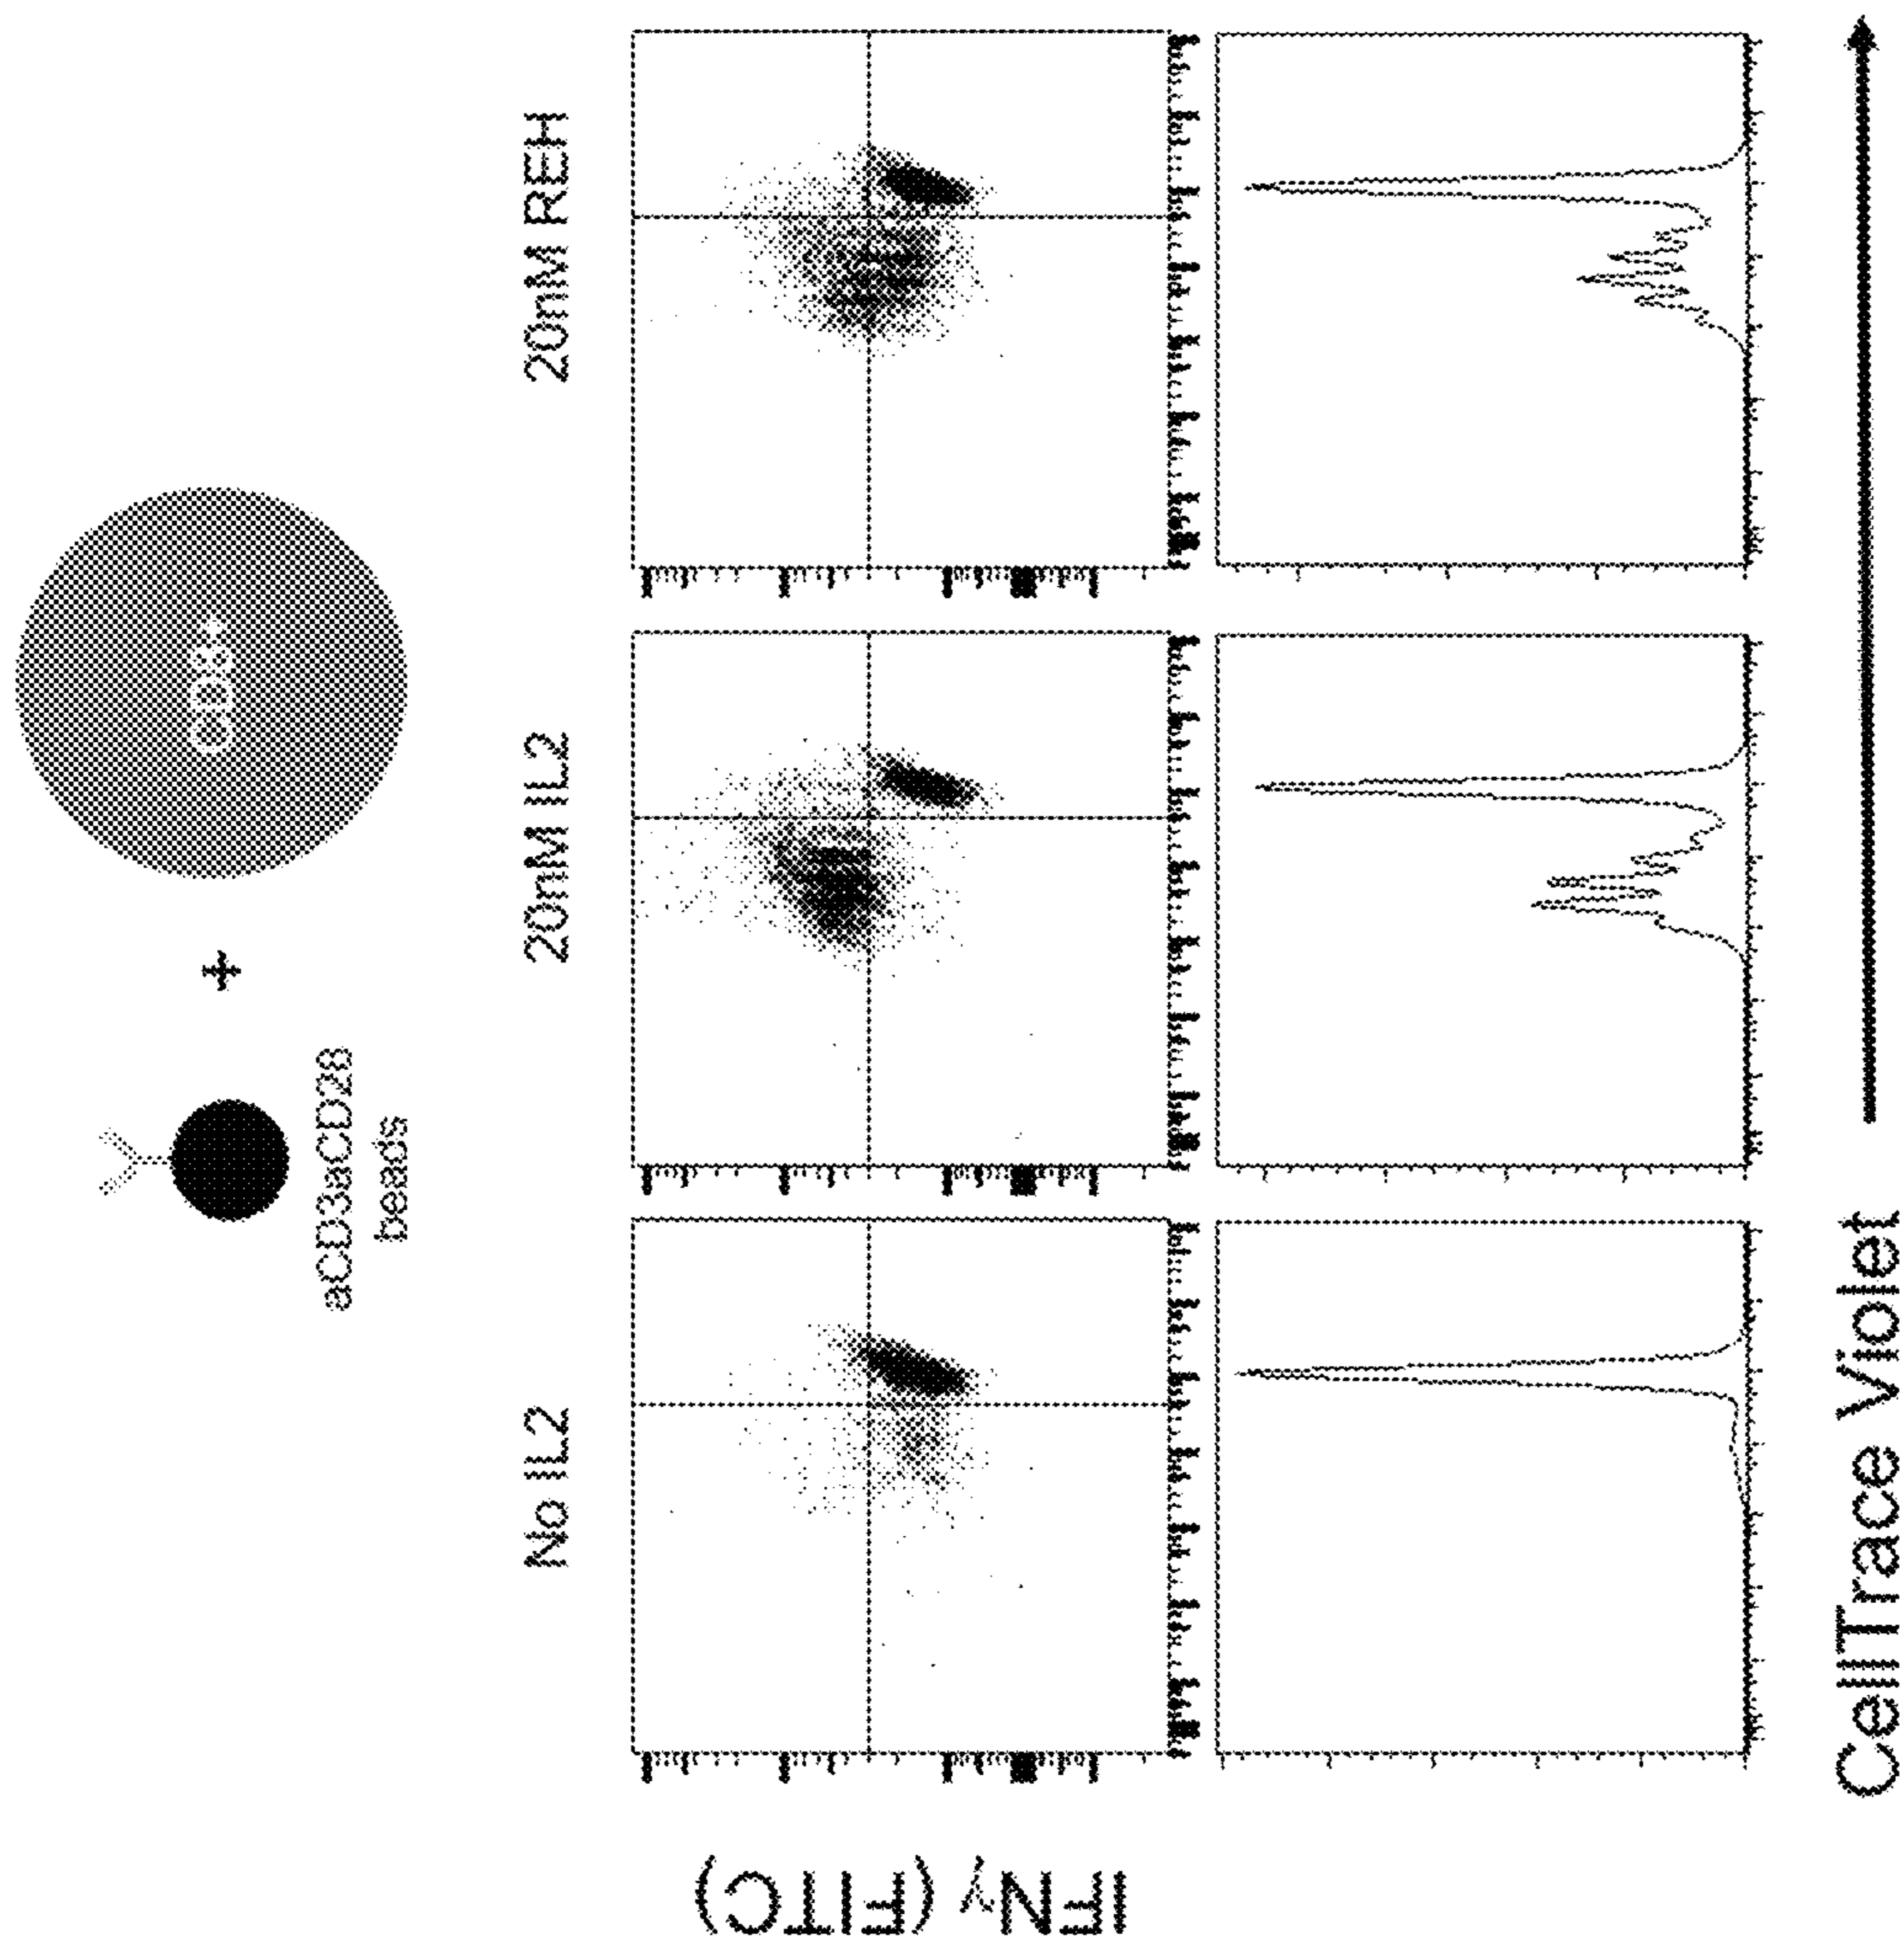 aCD3aCD28
beads
+
CD8+
No IL2
20nM IL2
20nM REH
IFNγ (FITC)
CellTrace Violet